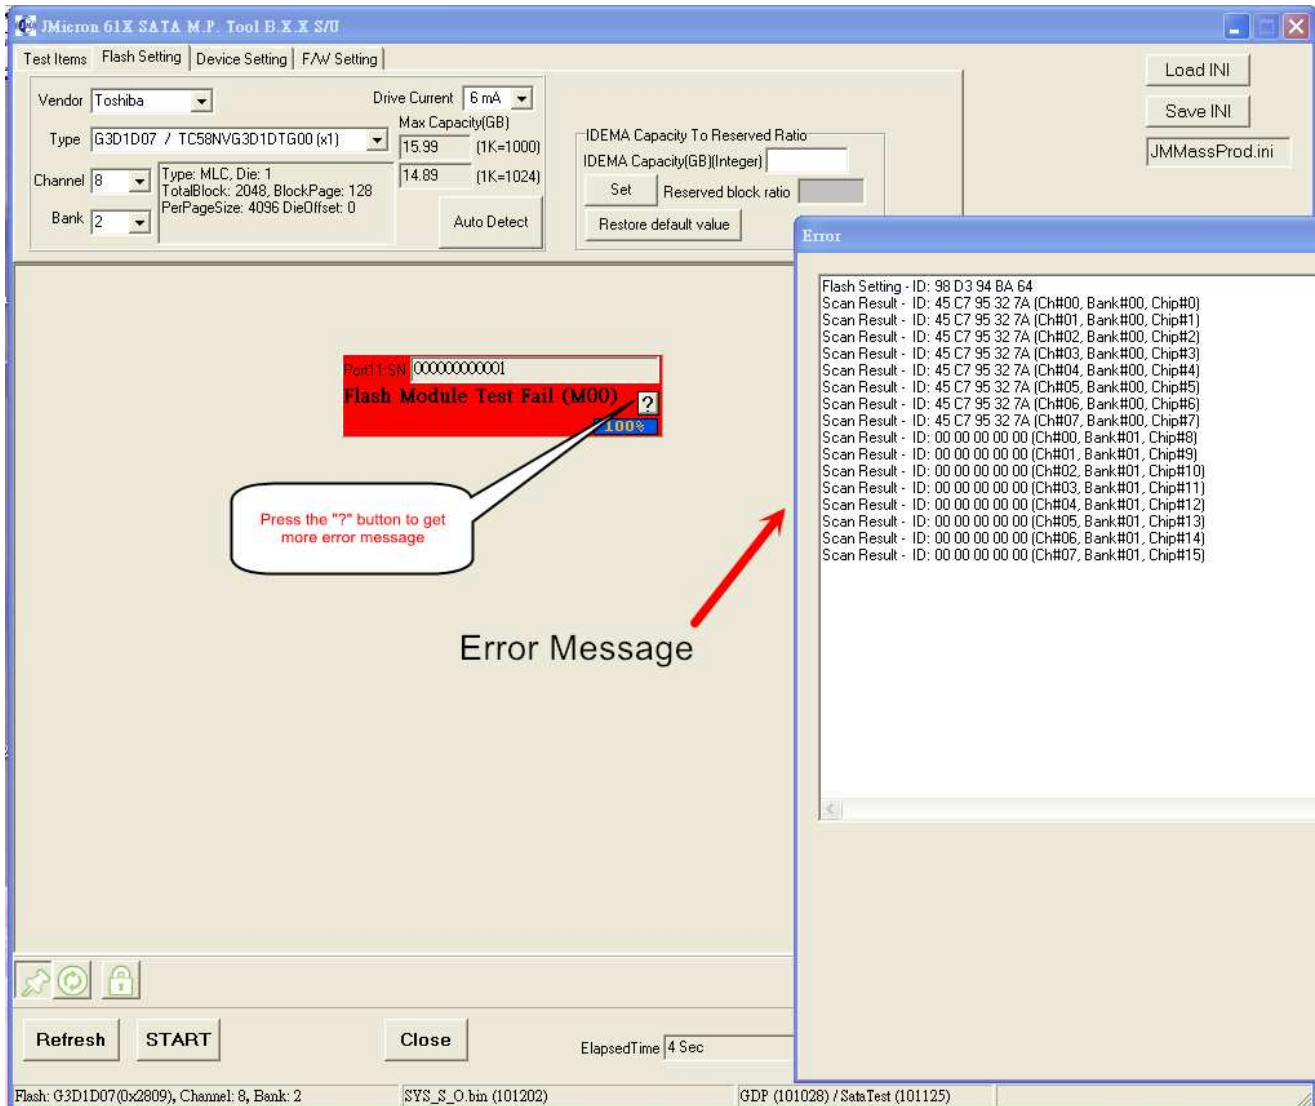 JMicron 61X SATA M.P. Tool B.X.X S/U
Test Items Flash Setting Device Setting F/W Setting
Load INI
Save INI
JMMassProd.ini
Vendor Toshiba
Drive Current 6 mA
Type G3D1D07 / TC58NVG3D1DTG00 (x1)
Max Capacity(GB)
15.99 (1K=1000)
14.89 (1K=1024)
Channel 8
Bank 2
Type: MLC, Die: 1
TotalBlock: 2048, BlockPage: 128
PerPageSize: 4096 DieOffset: 0
Auto Detect
IDEMA Capacity To Reserved Ratio
IDEMA Capacity(GB)(Integer)
Set Reserved block ratio
Restore default value
Port11:SN 00000000001
Flash Module Test Fail (M00)
?
100%
Press the "?" button to get
more error message
Error Message
Error
Flash Setting - ID: 98 D3 94 BA 64
Scan Result - ID: 45 C7 95 32 7A (Ch#00, Bank#00, Chip#0)
Scan Result - ID: 45 C7 95 32 7A (Ch#01, Bank#00, Chip#1)
Scan Result - ID: 45 C7 95 32 7A (Ch#02, Bank#00, Chip#2)
Scan Result - ID: 45 C7 95 32 7A (Ch#03, Bank#00, Chip#3)
Scan Result - ID: 45 C7 95 32 7A (Ch#04, Bank#00, Chip#4)
Scan Result - ID: 45 C7 95 32 7A (Ch#05, Bank#00, Chip#5)
Scan Result - ID: 45 C7 95 32 7A (Ch#06, Bank#00, Chip#6)
Scan Result - ID: 45 C7 95 32 7A (Ch#07, Bank#00, Chip#7)
Scan Result - ID: 00 00 00 00 00 (Ch#00, Bank#01, Chip#8)
Scan Result - ID: 00 00 00 00 00 (Ch#01, Bank#01, Chip#9)
Scan Result - ID: 00 00 00 00 00 (Ch#02, Bank#01, Chip#10)
Scan Result - ID: 00 00 00 00 00 (Ch#03, Bank#01, Chip#11)
Scan Result - ID: 00 00 00 00 00 (Ch#04, Bank#01, Chip#12)
Scan Result - ID: 00 00 00 00 00 (Ch#05, Bank#01, Chip#13)
Scan Result - ID: 00 00 00 00 00 (Ch#06, Bank#01, Chip#14)
Scan Result - ID: 00 00 00 00 00 (Ch#07, Bank#01, Chip#15)
Refresh START Close ElapsedTime 4 Sec
Flash: G3D1D07(0x2809), Channel: 8, Bank: 2 SYS_S_O.bin (101202) GDP (101028) / SataTest (101125)